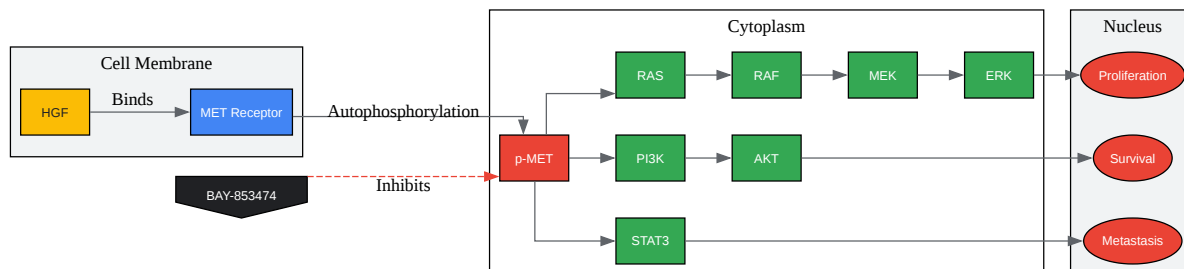 Cell Membrane
HGF
Binds
MET Receptor
Autophosphorylation
BAY-853474
Inhibits
Cytoplasm
p-MET
RAS
RAF
MEK
ERK
PI3K
AKT
STAT3
Nucleus
Proliferation
Survival
Metastasis